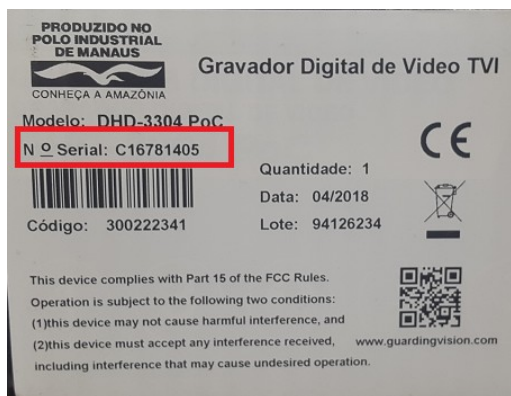 PRODUZIDO NO
POLO INDUSTRIAL
DE MANAUS
CONHEÇA A AMAZÓNIA
Gravador Digital de Video TVI
Modelo: DHD-3304 PoC
N º Serial: C16781405
Quantidade: 1
Data: 04/2018
Código: 300222341
Lote: 94126234
CE
This device complies with Part 15 of the FCC Rules.
Operation is subject to the following two conditions:
(1)this device may not cause harmful interference, and
(2)this device must accept any interference received,
including interference that may cause undesired operation.
www.guardingvision.com